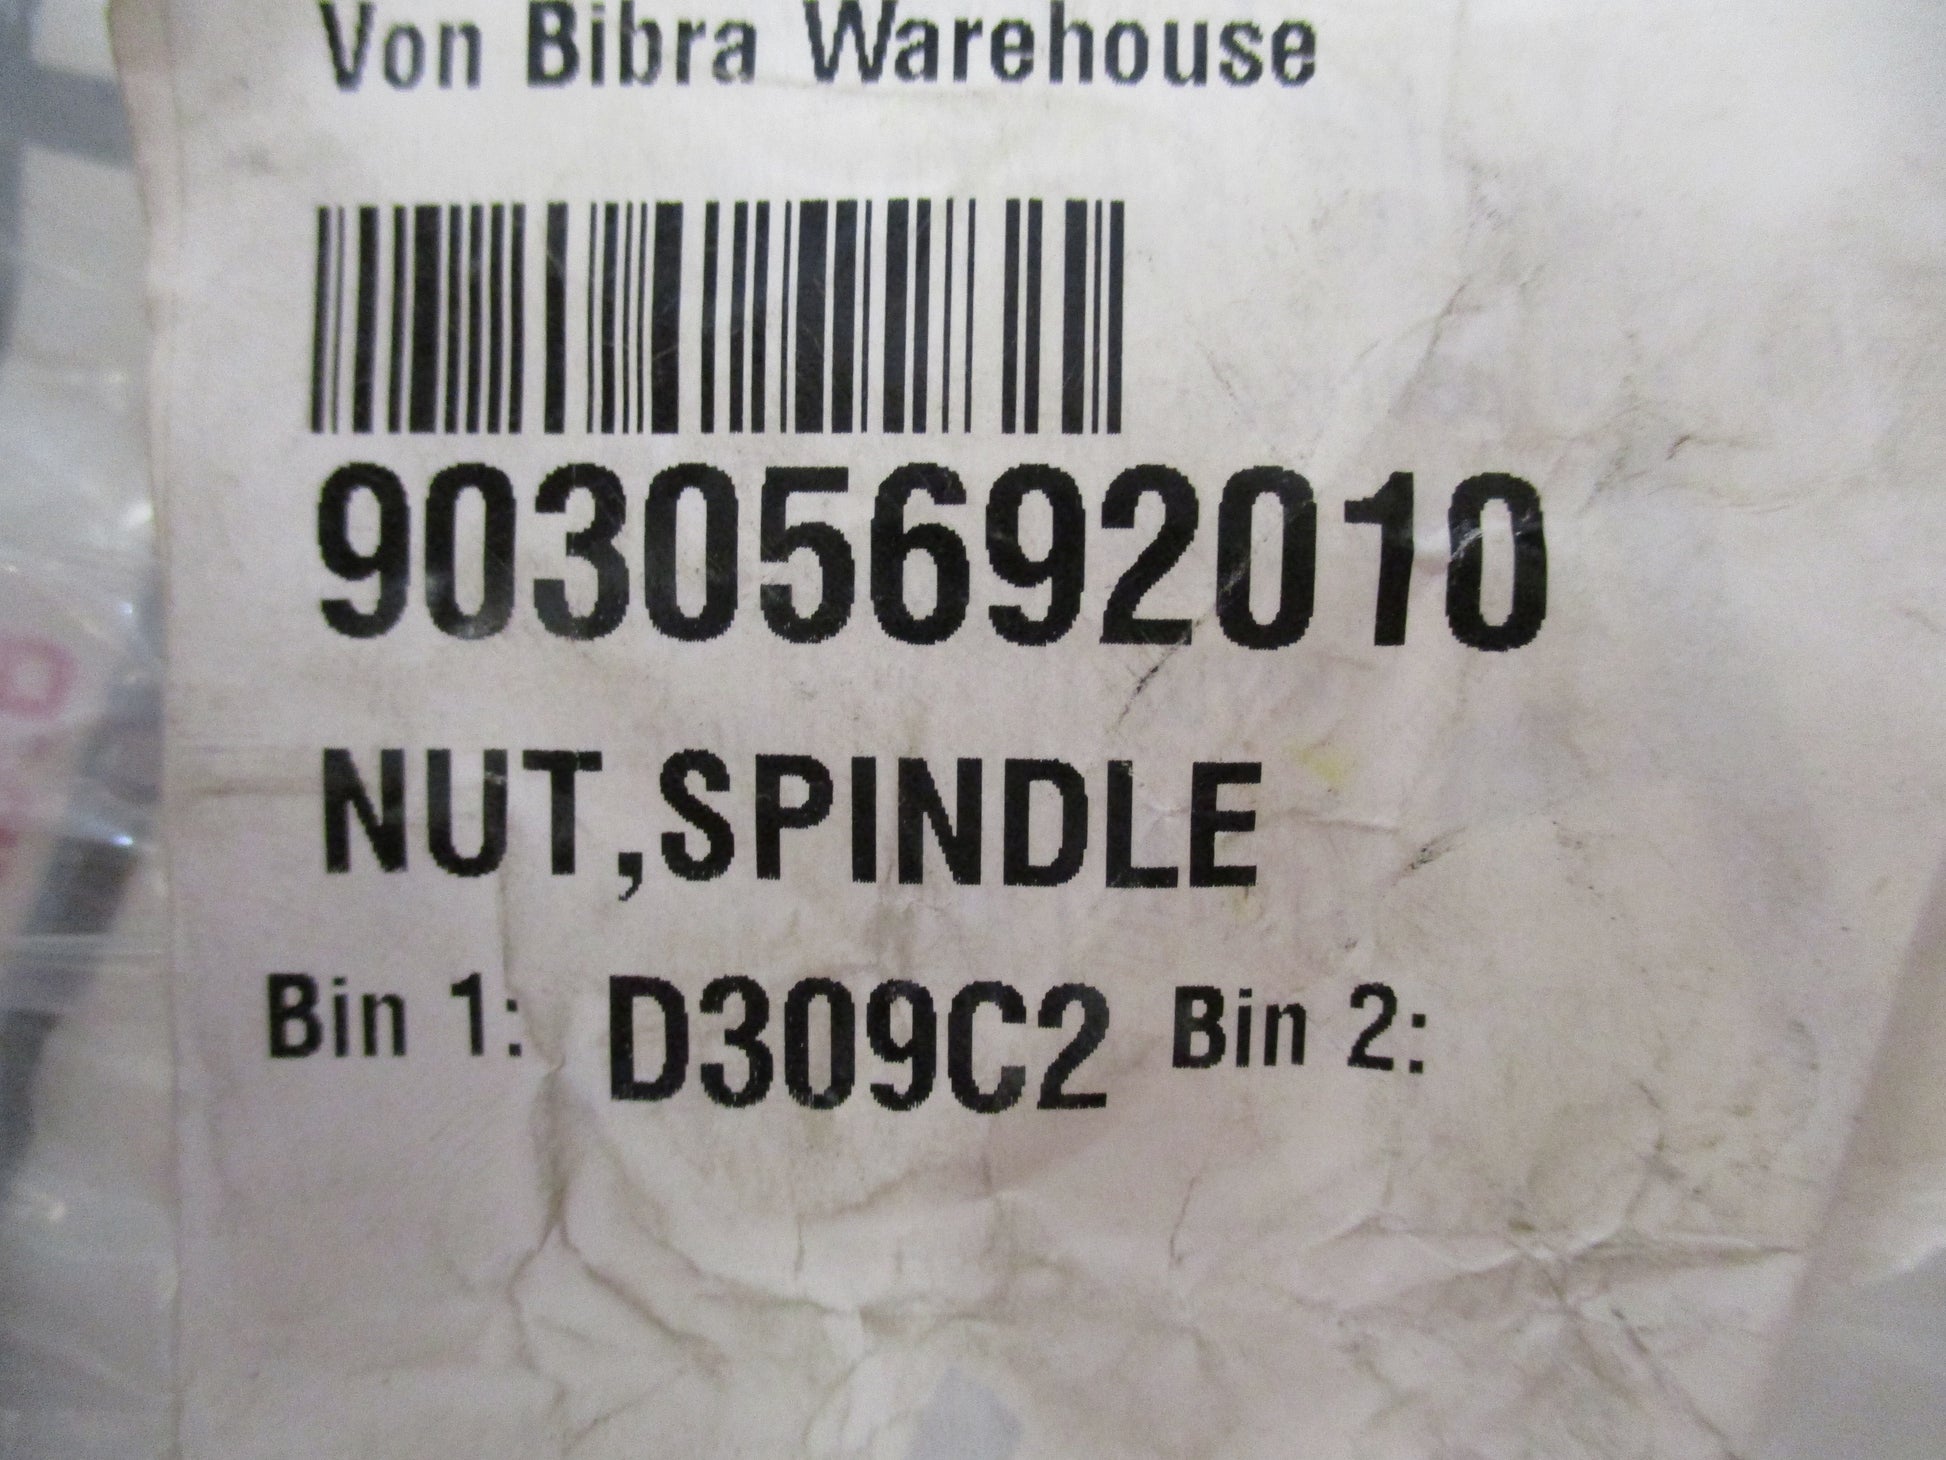 Von Bibra Warehouse
90305692010
NUT,SPINDLE
Bin 1: D309C2 Bin 2: